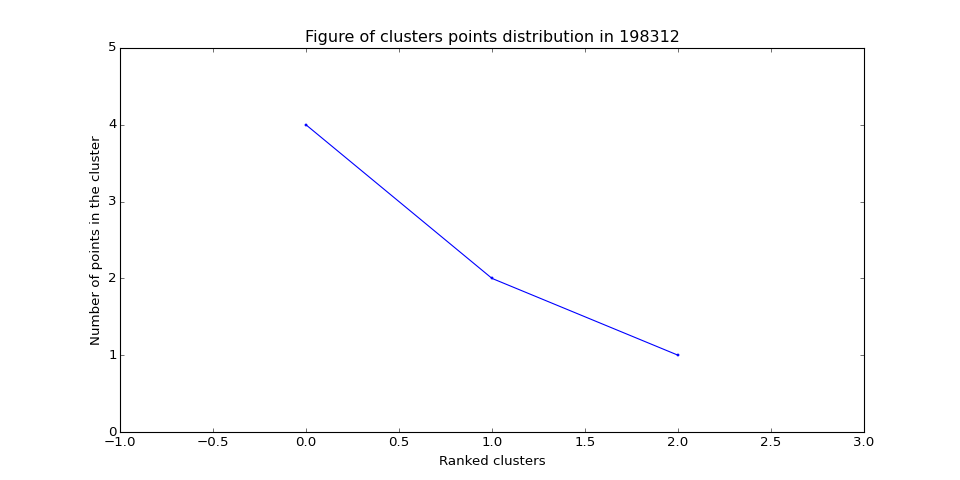 Figure of clusters points distribution in 198312
5
4
3
2
1
0
Number of points in the cluster
−1.0 −0.5 0.0 0.5 1.0 1.5 2.0 2.5 3.0
Ranked clusters